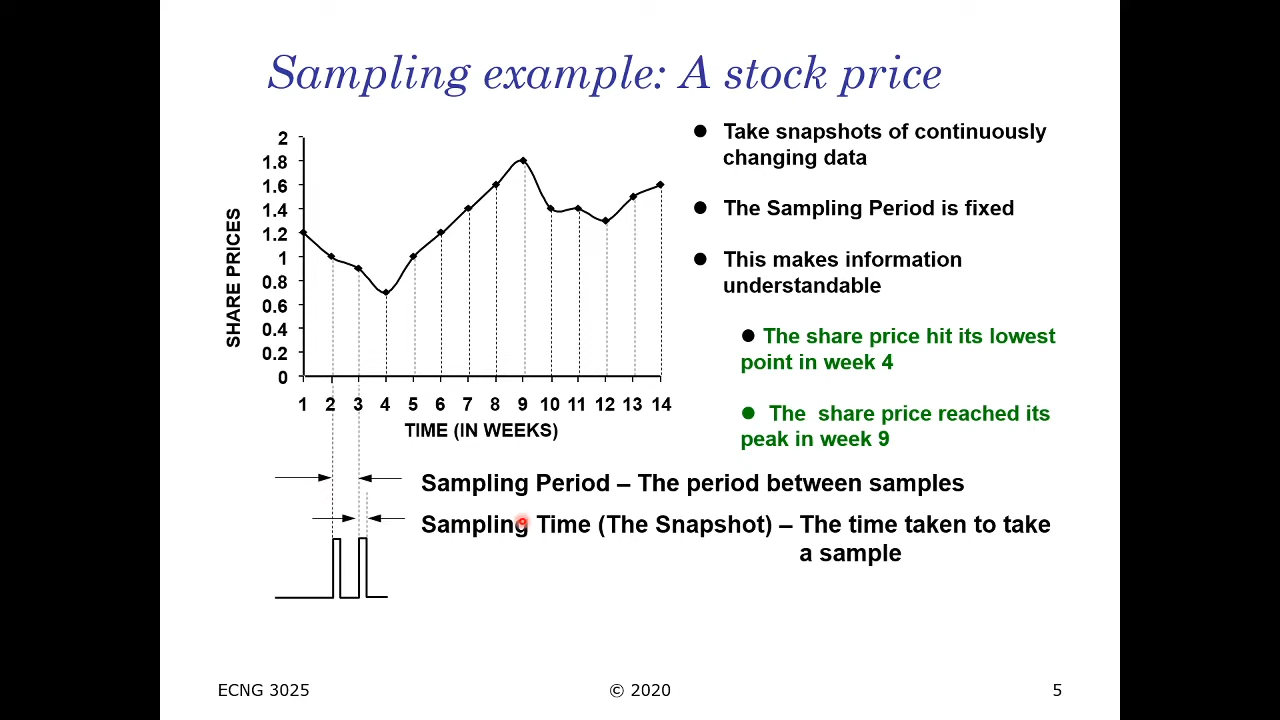 Sampling example: A stock price
SHARE PRICES
2
1.8
1.6
1.4
1.2
1
0.8
0.6
0.4
0.2
0
1 2 3 4 5 6 7 8 9 10 11 12 13 14
TIME (IN WEEKS)
● Take snapshots of continuously
changing data
● The Sampling Period is fixed
● This makes information
understandable
● The share price hit its lowest
point in week 4
● The share price reached its
peak in week 9
Sampling Period – The period between samples
Sampling Time (The Snapshot) – The time taken to take
a sample
ECNG 3025
© 2020
5